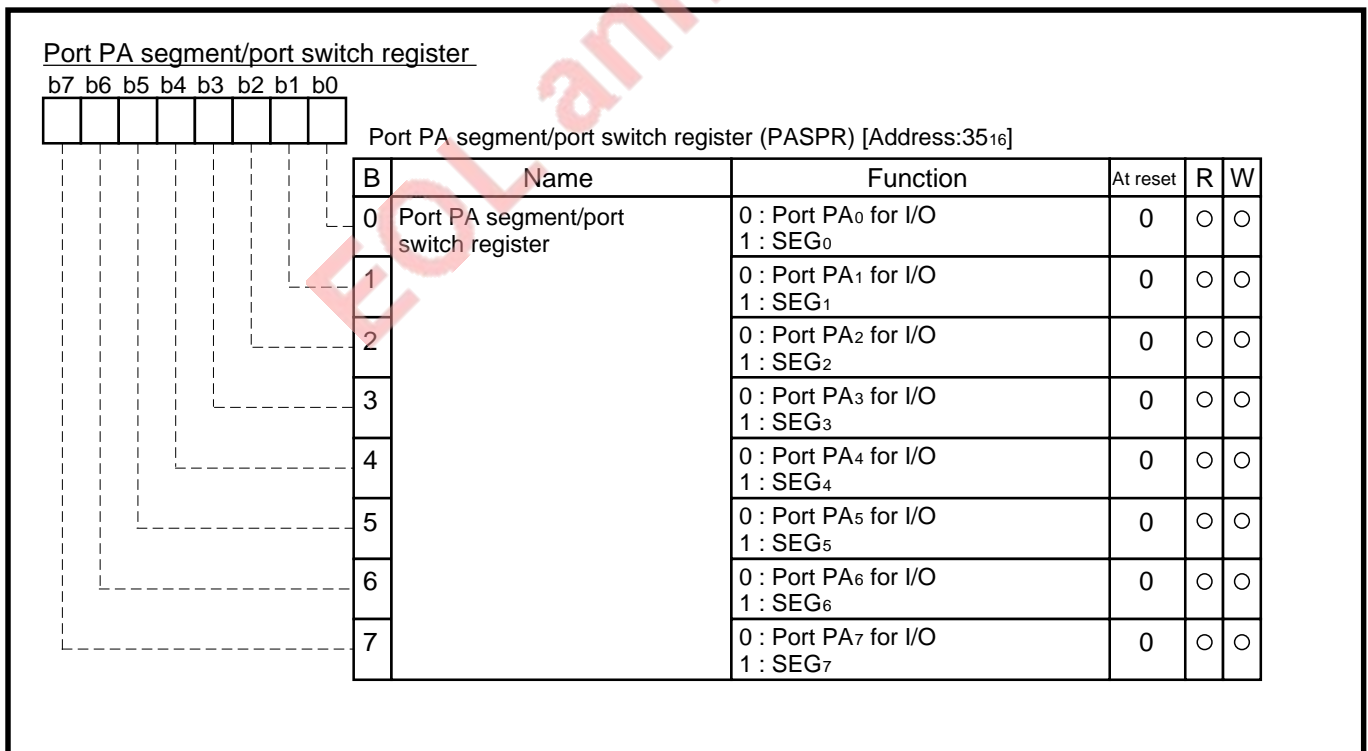 Port PA segment/port switch register
b7 b6 b5 b4 b3 b2 b1 b0
Port PA segment/port switch register (PASPR) [Address:35₁₆]
B Name Function At reset R W
0 Port PA segment/port switch register 0 : Port PA₀ for I/O 0 ○ ○
1 : SEG₀
1 0 : Port PA₁ for I/O 0 ○ ○
1 : SEG₁
2 0 : Port PA₂ for I/O 0 ○ ○
1 : SEG₂
3 0 : Port PA₃ for I/O 0 ○ ○
1 : SEG₃
4 0 : Port PA₄ for I/O 0 ○ ○
1 : SEG₄
5 0 : Port PA₅ for I/O 0 ○ ○
1 : SEG₅
6 0 : Port PA₆ for I/O 0 ○ ○
1 : SEG₆
7 0 : Port PA₇ for I/O 0 ○ ○
1 : SEG₇
EOL